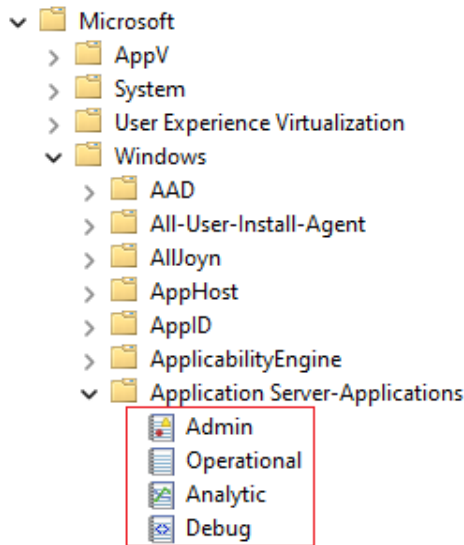 Microsoft
AppV
System
User Experience Virtualization
Windows
AAD
All-User-Install-Agent
AllJoyn
AppHost
AppID
ApplicabilityEngine
Application Server-Applications
Admin
Operational
Analytic
Debug